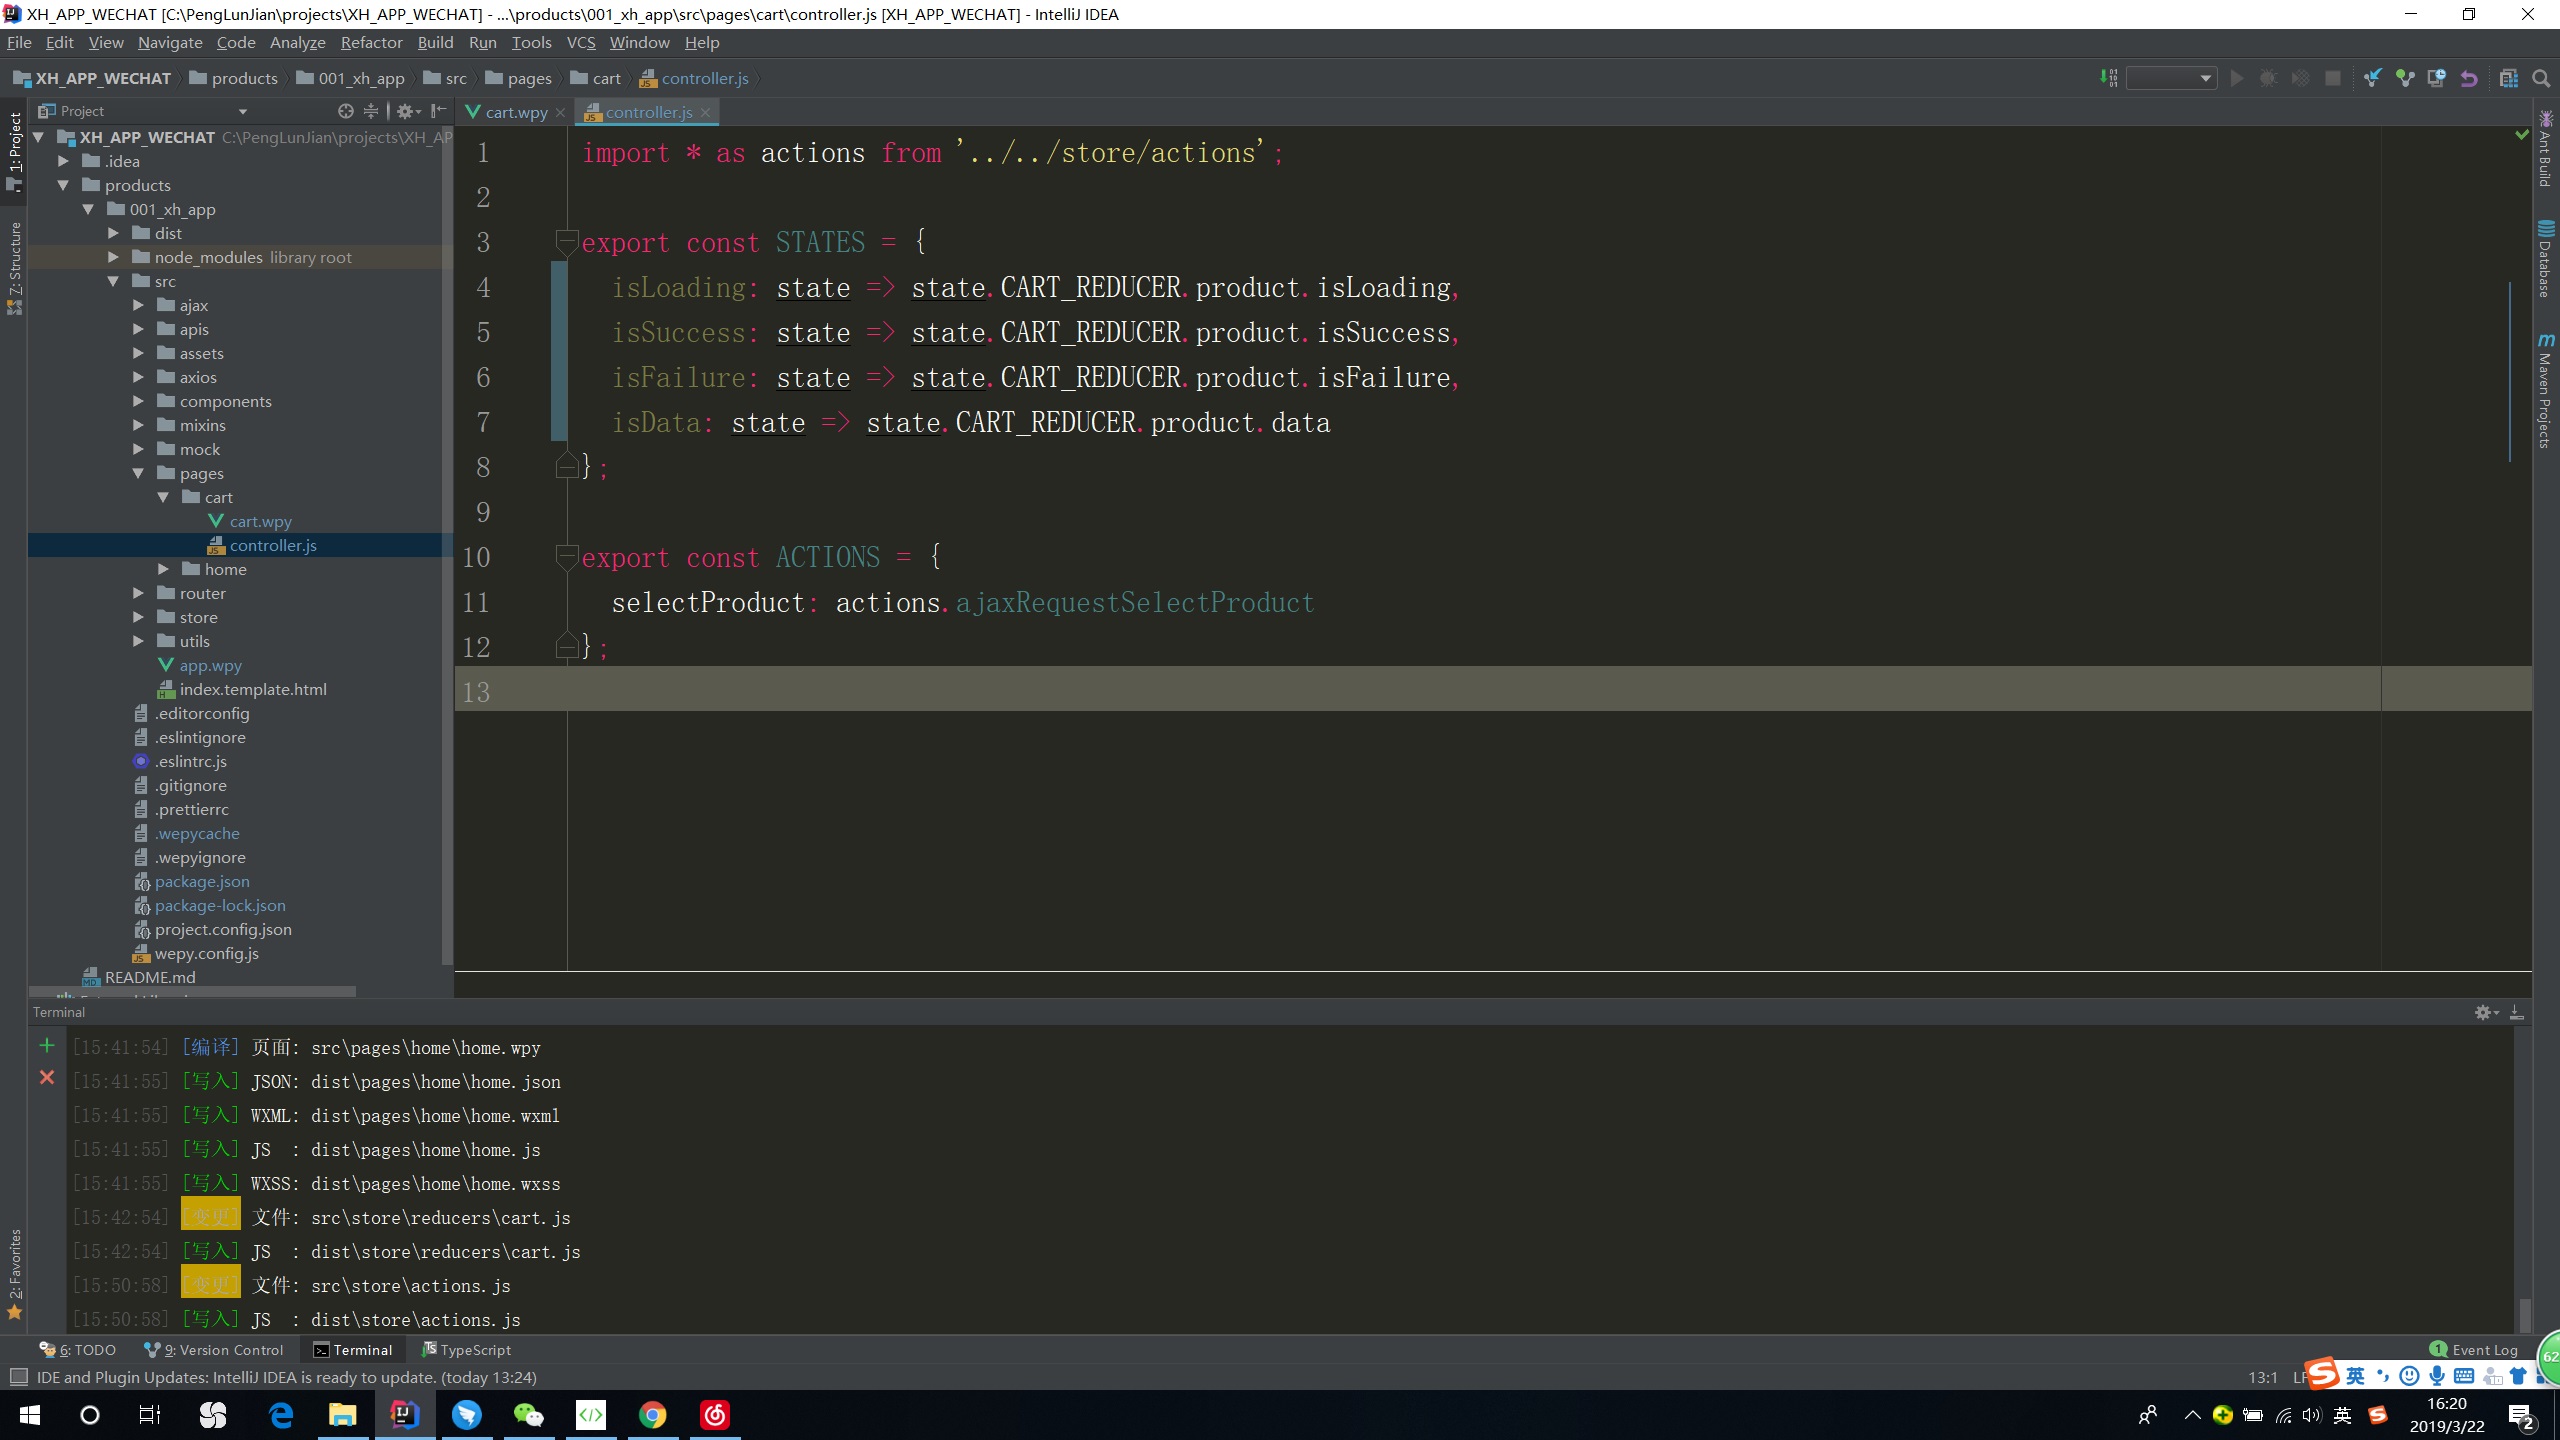 XH_APP_WECHAT [C:\PengLunJian\projects\XH_APP_WECHAT] - ...\products\001_xh_app\src\pages\cart\controller.js [XH_APP_WECHAT] - IntelliJ IDEA
File Edit View Navigate Code Analyze Refactor Build Run Tools VCS Window Help
XH_APP_WECHAT products 001_xh_app src pages cart controller.js
1: Project
Z: Structure
2: Favorites
Project
XH_APP_WECHAT C:\PengLunJian\projects\XH_AP
.idea
products
001_xh_app
dist
node_modules library root
src
ajax
apis
assets
axios
components
mixins
mock
pages
cart
cart.wpy
controller.js
home
router
store
utils
app.wpy
index.template.html
.editorconfig
.eslintignore
.eslintrc.js
.gitignore
.prettierrc
.wepycache
.wepyignore
package.json
package-lock.json
project.config.json
wepy.config.js
README.md
cart.wpy controller.js
1 import * as actions from '../../store/actions';
2
3 export const STATES = {
4 isLoading: state => state.CART_REDUCER.product.isLoading,
5 isSuccess: state => state.CART_REDUCER.product.isSuccess,
6 isFailure: state => state.CART_REDUCER.product.isFailure,
7 isData: state => state.CART_REDUCER.product.data
8 };
9
10 export const ACTIONS = {
11 selectProduct: actions.ajaxRequestSelectProduct
12 };
13
Ant Build
Database
Maven Projects
Terminal
[15:41:54] [编译] 页面: src\pages\home\home.wpy
[15:41:55] [写入] JSON: dist\pages\home\home.json
[15:41:55] [写入] WXML: dist\pages\home\home.wxml
[15:41:55] [写入] JS : dist\pages\home\home.js
[15:41:55] [写入] WXSS: dist\pages\home\home.wxss
[15:42:54] [变更] 文件: src\store\reducers\cart.js
[15:42:54] [写入] JS : dist\store\reducers\cart.js
[15:50:58] [变更] 文件: src\store\actions.js
[15:50:58] [写入] JS : dist\store\actions.js
6: TODO 9: Version Control Terminal TypeScript 1 Event Log
62
IDE and Plugin Updates: IntelliJ IDEA is ready to update. (today 13:24) 13:1 LF 英
英 16:20
2019/3/22 2